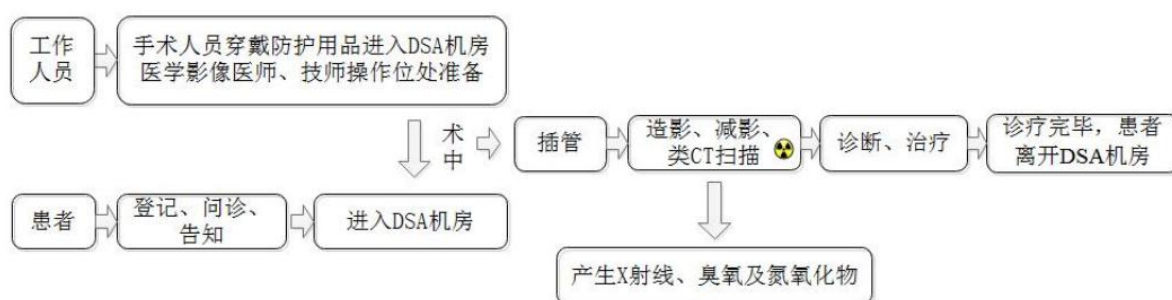 工作
人员
手术人员穿戴防护用品进入DSA机房
医学影像医师、技师操作位处准备
术
中
插管
造影、减影、
类CT扫描
诊断、治疗
诊疗完毕，患者
离开DSA机房
患者
登记、问诊、
告知
进入DSA机房
产生X射线、臭氧及氮氧化物